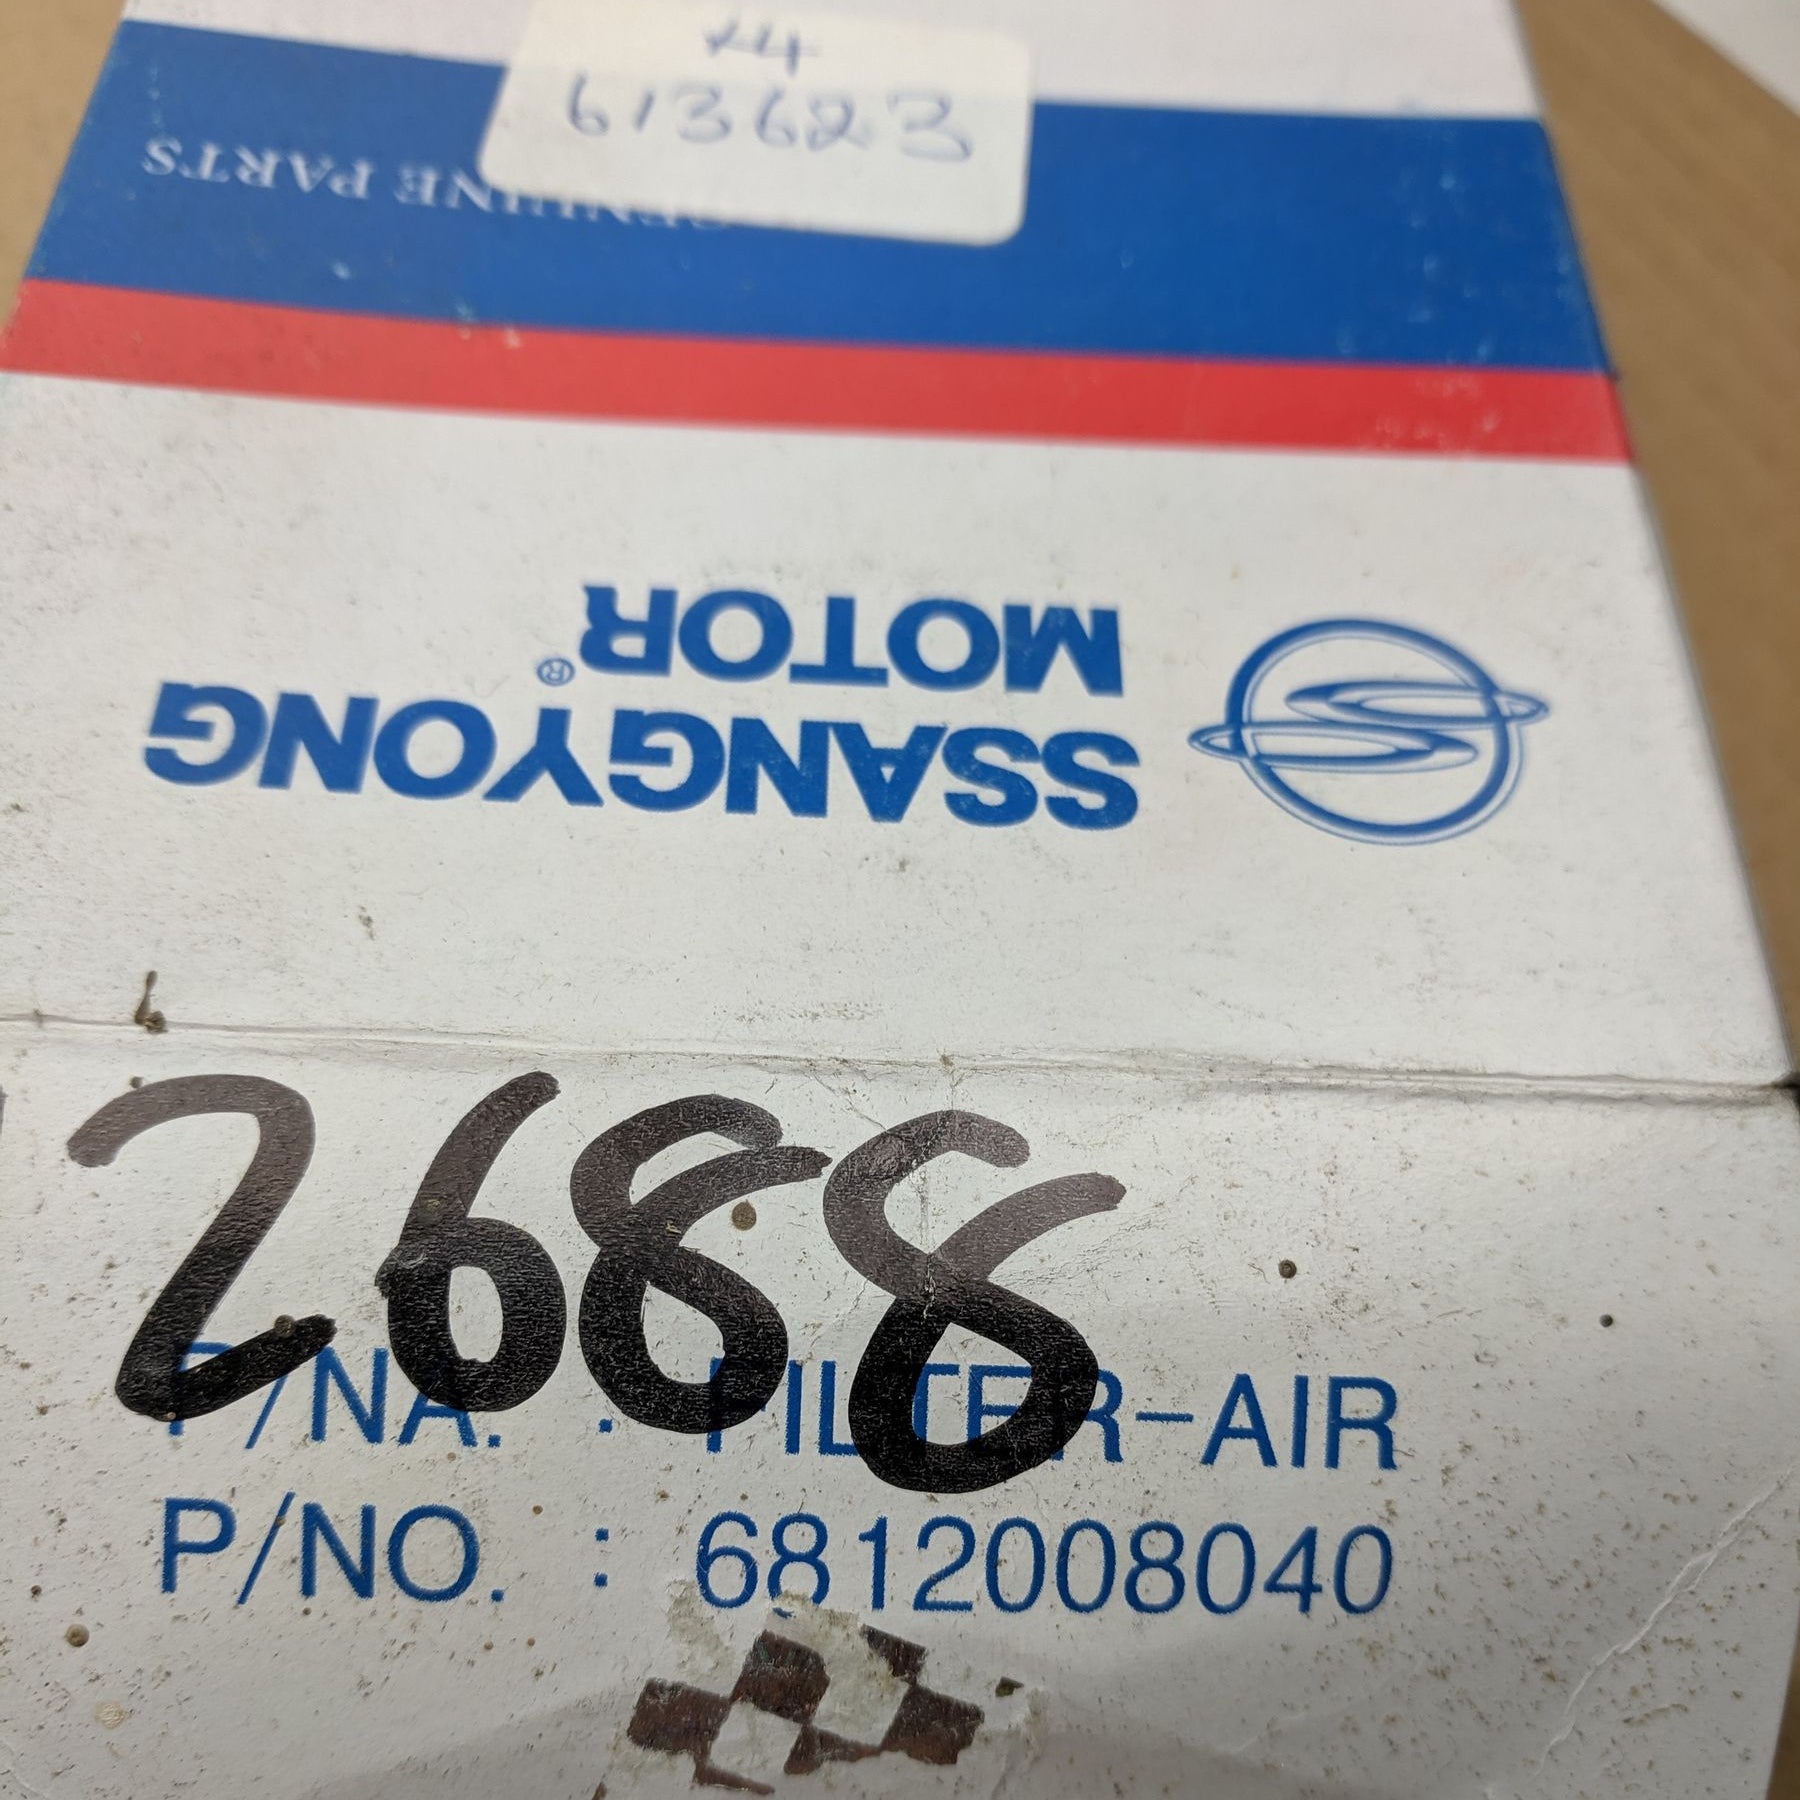 x4
613623
GENUINE PARTS
SSANGYONG®
MOTOR
2688
P/NA. : FILTER-AIR
P/NO. : 6812008040